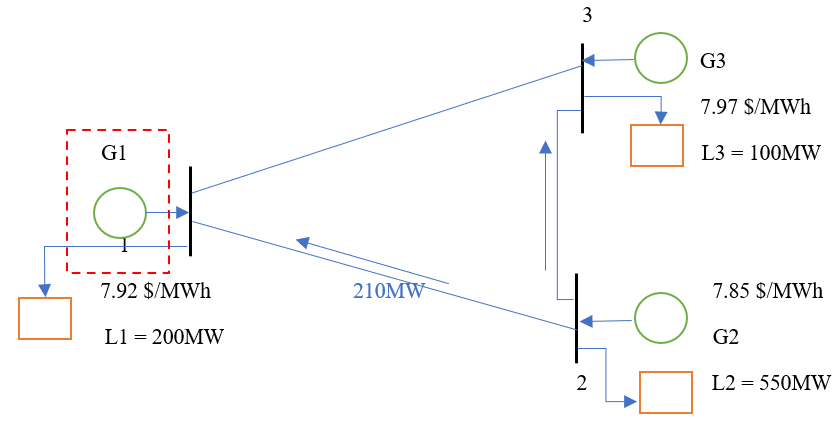 3
G3
7.97 $/MWh
L3 = 100MW
G1
1
7.92 $/MWh
L1 = 200MW
210MW
7.85 $/MWh
G2
2
L2 = 550MW